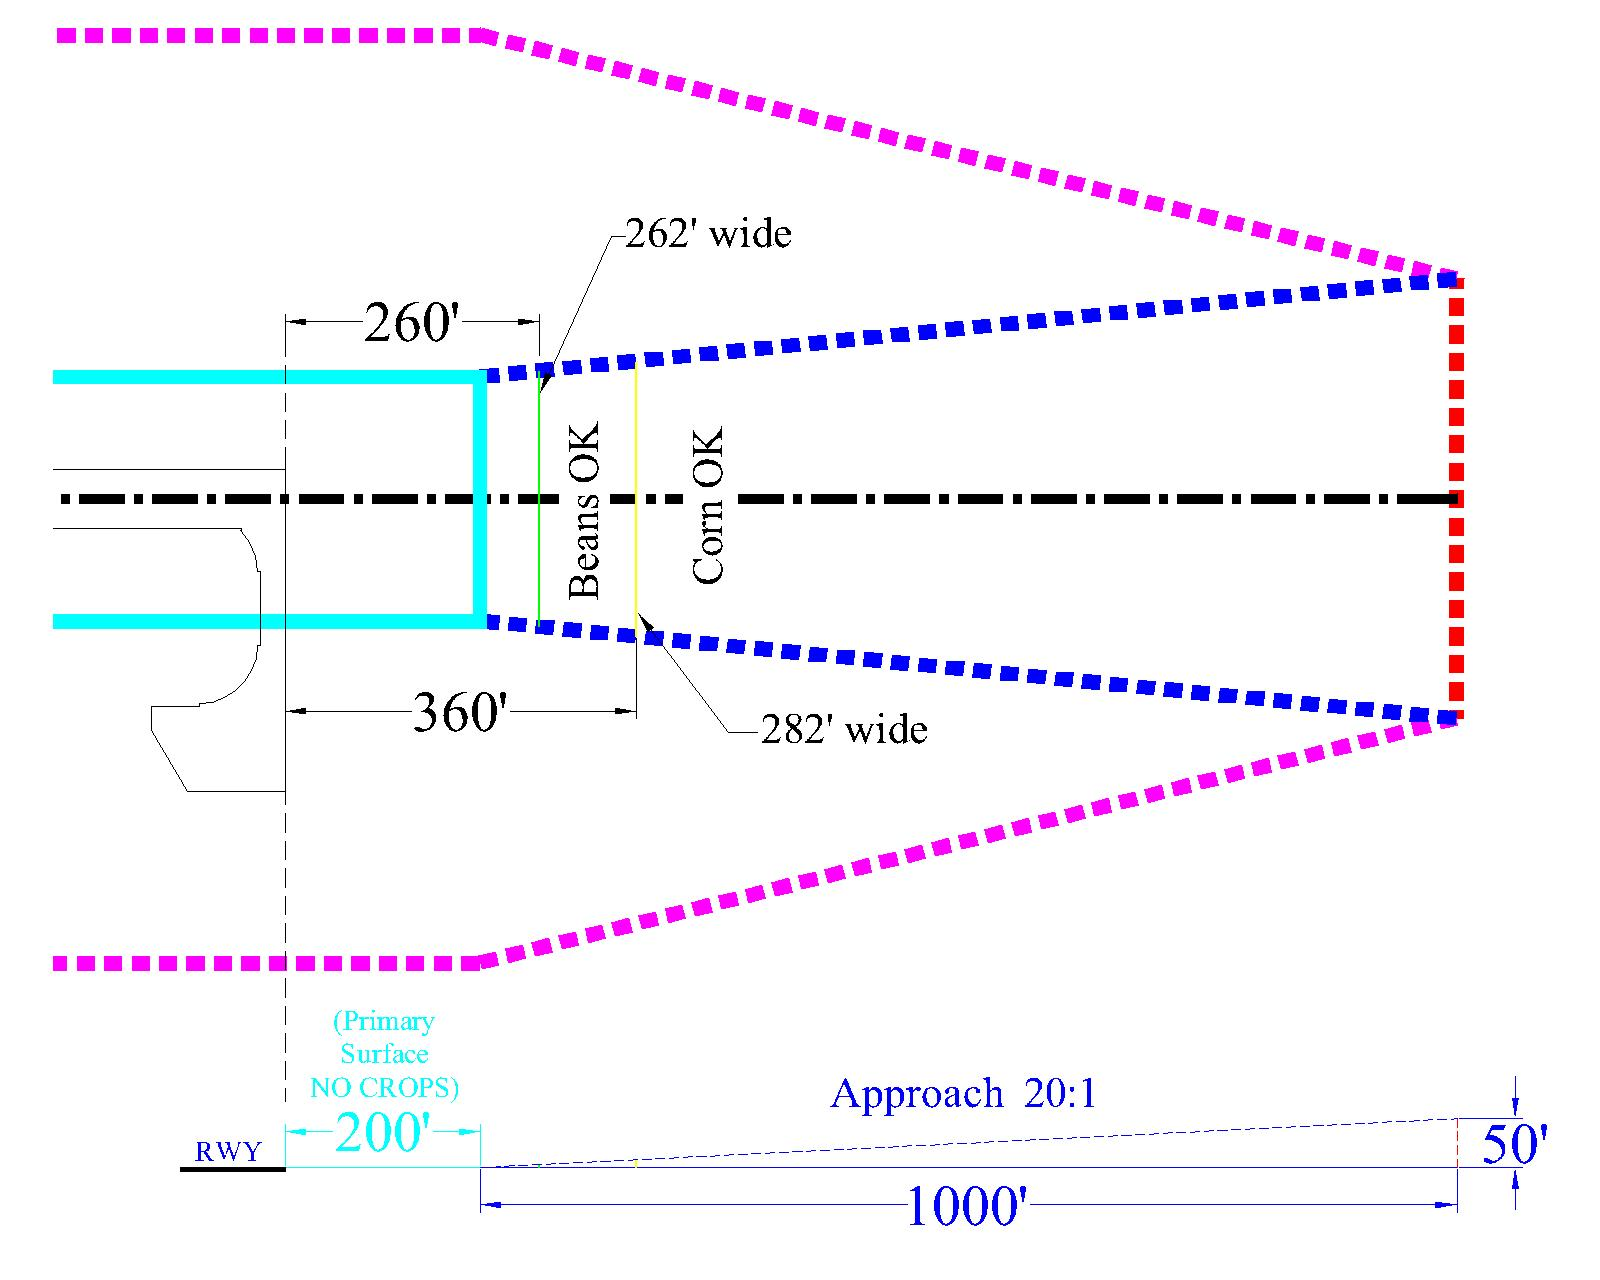 262' wide
260'
Beans OK
Corn OK
360'
282' wide
(Primary
Surface
NO CROPS)
200'
RWY
Approach 20:1
50'
1000'